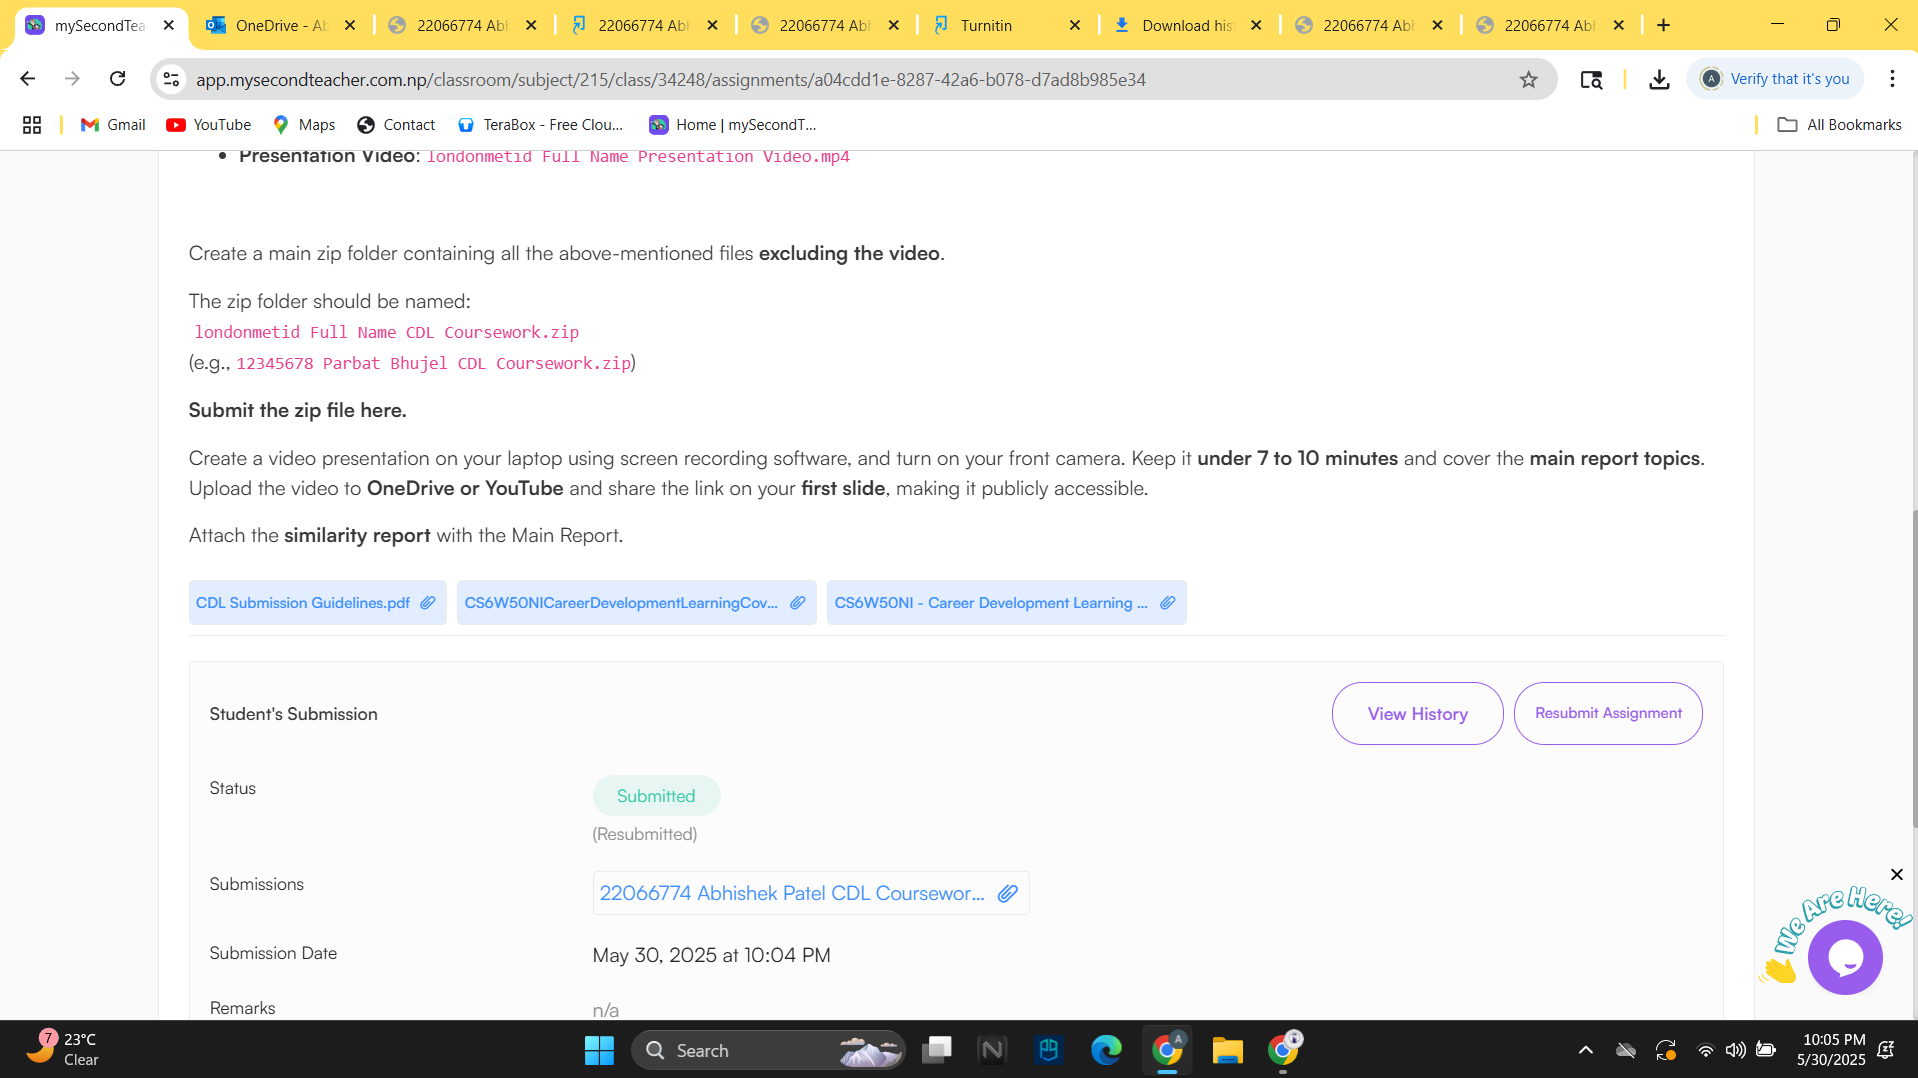 mySecondTea
OneDrive - Ab
22066774 Abh
22066774 Abh
22066774 Abh
Turnitin
Download his
22066774 Abh
22066774 Abh
app.mysecondteacher.com.np/classroom/subject/215/class/34248/assignments/a04cdd1e-8287-42a6-b078-d7ad8b985e34
A
Verify that it's you
Gmail
YouTube
Maps
Contact
TeraBox - Free Clou...
Home | mySecondT...
All Bookmarks
• Presentation Video: londonmetid Full Name Presentation Video.mp4
Create a main zip folder containing all the above-mentioned files excluding the video.
The zip folder should be named:
londonmetid Full Name CDL Coursework.zip
(e.g., 12345678 Parbat Bhujel CDL Coursework.zip)
Submit the zip file here.
Create a video presentation on your laptop using screen recording software, and turn on your front camera. Keep it under 7 to 10 minutes and cover the main report topics.
Upload the video to OneDrive or YouTube and share the link on your first slide, making it publicly accessible.
Attach the similarity report with the Main Report.
CDL Submission Guidelines.pdf
CS6W50NICareerDevelopmentLearningCov...
CS6W50NI - Career Development Learning ...
Student's Submission
View History
Resubmit Assignment
Status
Submitted
(Resubmitted)
Submissions
22066774 Abhishek Patel CDL Coursewor...
Submission Date
May 30, 2025 at 10:04 PM
Remarks
n/a
We Are Here!
7
23°C
Clear
Search
A
10:05 PM
5/30/2025